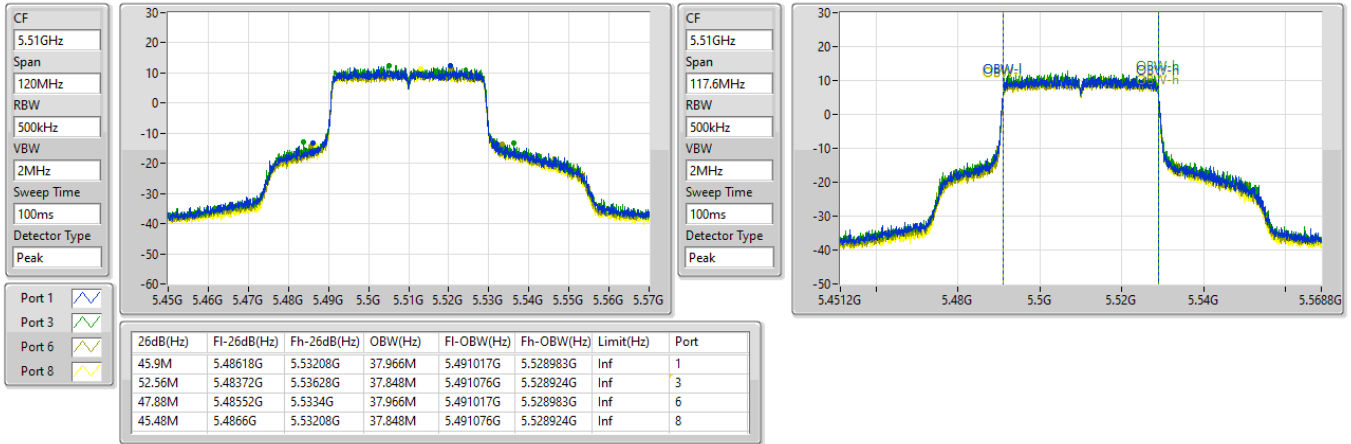 CF
5.51GHz
Span
120MHz
RBW
500kHz
VBW
2MHz
Sweep Time
100ms
Detector Type
Peak
30
20
10
0
-10
-20
-30
-40
-50
-60
5.45G 5.46G 5.47G 5.48G 5.49G 5.5G 5.51G 5.52G 5.53G 5.54G 5.55G 5.56G 5.57G
CF
5.51GHz
Span
117.6MHz
RBW
500kHz
VBW
2MHz
Sweep Time
100ms
Detector Type
Peak
30
20
10
0
-10
-20
-30
-40
-50
OBW-l
OBW-h
OBW-h
5.4512G 5.48G 5.5G 5.52G 5.54G 5.5688G
Port 1
Port 3
Port 6
Port 8
26dB(Hz) Fl-26dB(Hz) Fh-26dB(Hz) OBW(Hz) Fl-OBW(Hz) Fh-OBW(Hz) Limit(Hz) Port
45.9M 5.48618G 5.53208G 37.966M 5.491017G 5.528983G Inf 1
52.56M 5.48372G 5.53628G 37.848M 5.491076G 5.528924G Inf 3
47.88M 5.48552G 5.5334G 37.966M 5.491017G 5.528983G Inf 6
45.48M 5.4866G 5.53208G 37.848M 5.491076G 5.528924G Inf 8